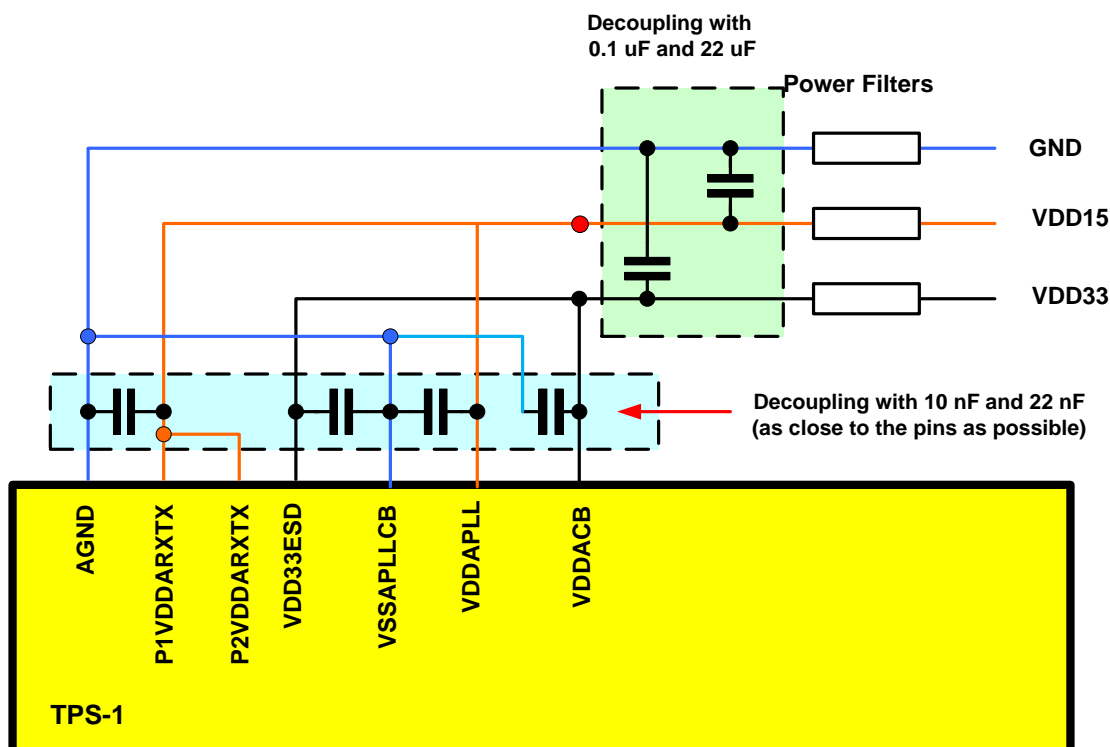 Decoupling with
0.1 uF and 22 uF
Power Filters
GND
VDD15
VDD33
Decoupling with 10 nF and 22 nF
(as close to the pins as possible)
AGND
P1VDDARXTX
P2VDDARXTX
VDD33ESD
VSSAPLLCB
VDDAPLL
VDDACB
TPS-1